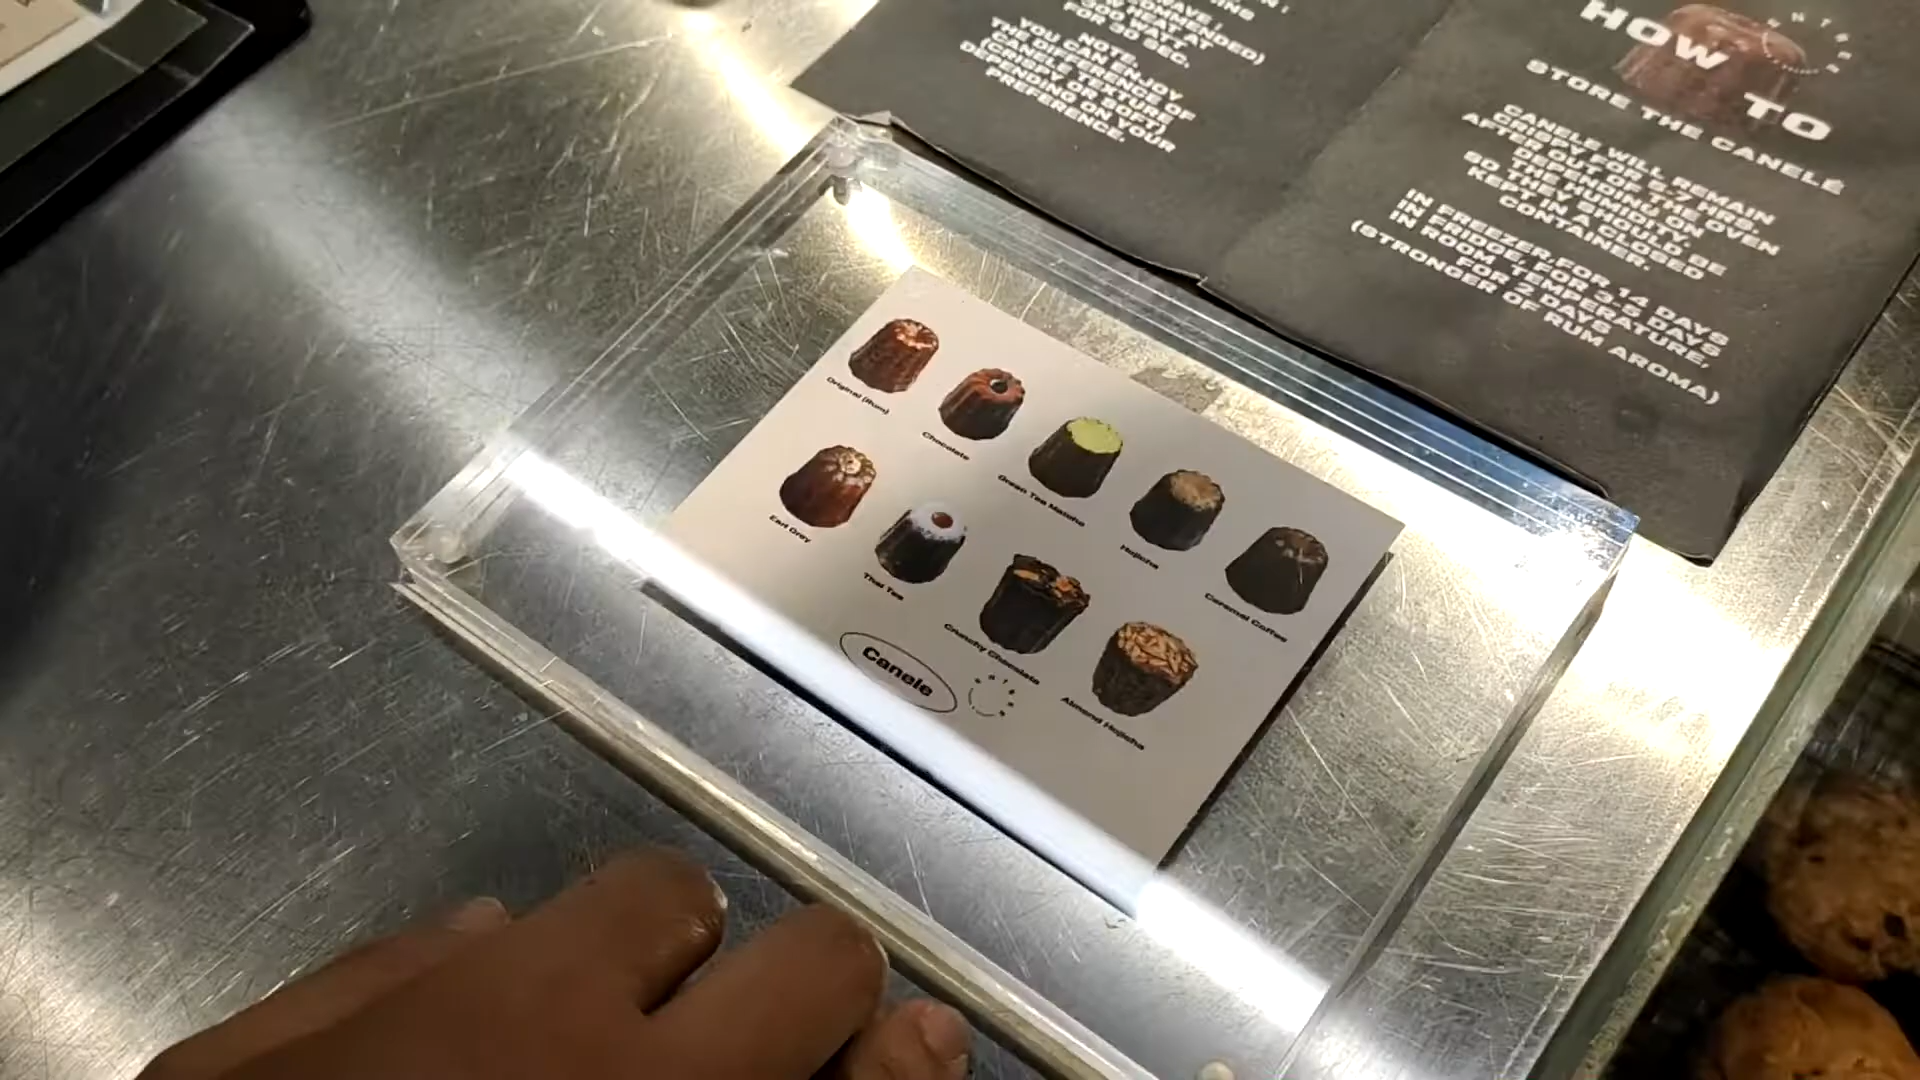 FOR 30 SEC.
NOTE,
YOU CAN ENJOY
THE DIFFERENCE OF
CANELE TEXTURE
(CRISPY OR SOFT)
DEPENDING ON YOUR
PREFERENCE.
HOW
TO
STORE THE CANELÉ
CANELE WILL REMAIN
CRISPY FOR 5-7 HRS,
AFTER OUT OF THE OVEN
SO THEY SHOULD BE
KEPT IN A CLOSED
CONTAINER.
IN FREEZER,FOR 14 DAYS
IN FRIDGE, FOR 3-5 DAYS
IN ROOM TEMPERATURE,
FOR 2 DAYS
(STRONGER OF RUM AROMA)
Original (Rum)
Chocolate
Green Tea Matcha
Hojicha
Caramel Coffee
Earl Grey
Thai Tea
Crunchy Chocolate
Almond Hojicha
Canele